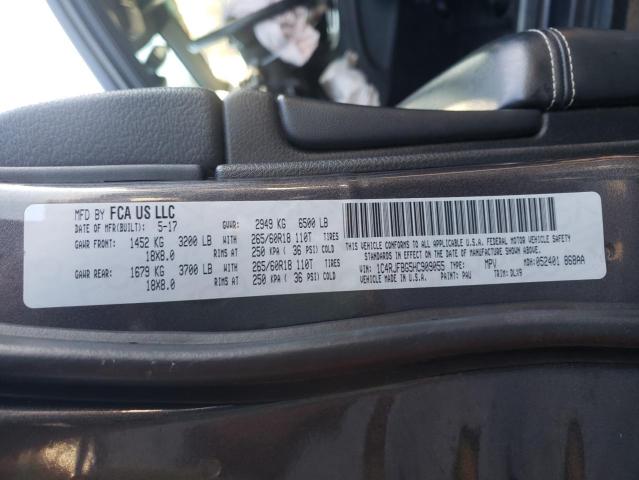 MFD BY FCA US LLC
DATE OF MFR(BUILT): 5-17 GVWR: 2949 KG 6500 LB
GAWR FRONT: 1452 KG 3200 LB WITH 265/60R18 110T TIRES
18X8.0 RIMS AT 250 KPA ( 36 PSI) COLD
GAWR REAR: 1679 KG 3700 LB WITH 265/60R18 110T TIRES
18X8.0 RIMS AT 250 KPA ( 36 PSI) COLD
THIS VEHICLE CONFORMS TO ALL APPLICABLE U.S.A. FEDERAL MOTOR VEHICLE SAFETY
STANDARDS IN EFFECT ON THE DATE OF MANUFACTURE SHOWN ABOVE
VIN: 1C4RJFBG5HC909055 TYPE: MPV MDH: 052401 868AA
VEHICLE MADE IN U.S.A. PAINT: PAU TRIM: DLX9